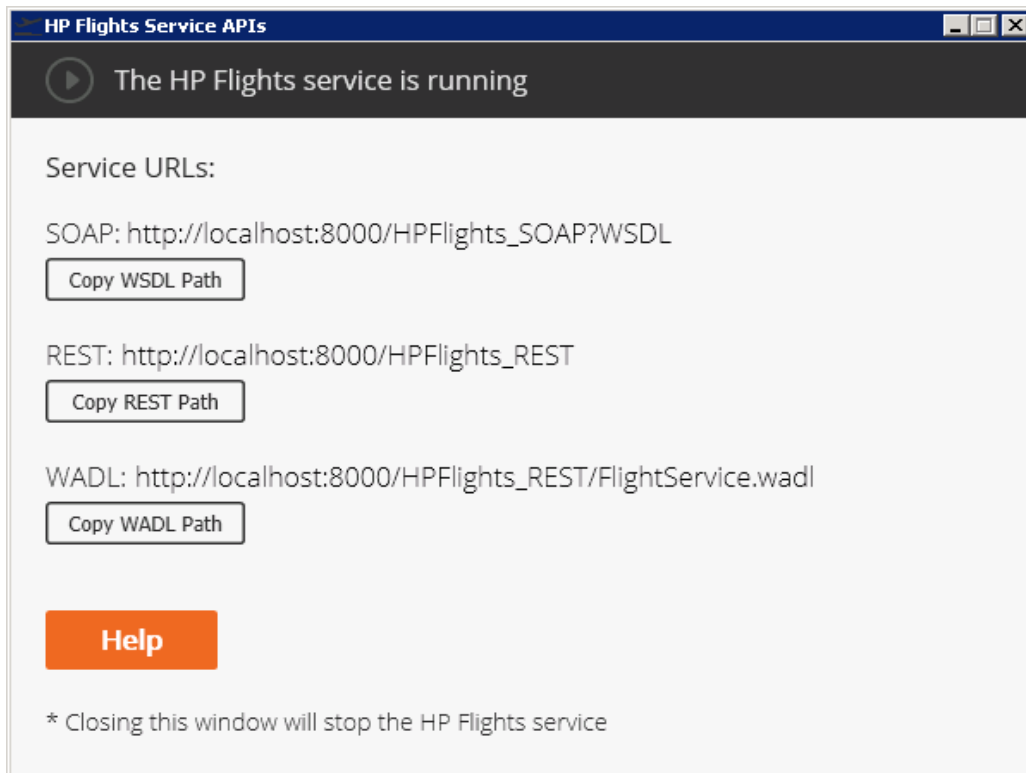 HP Flights Service APIs
The HP Flights service is running
Service URLs:
SOAP: http://localhost:8000/HPFlights_SOAP?WSDL
Copy WSDL Path
REST: http://localhost:8000/HPFlights_REST
Copy REST Path
WADL: http://localhost:8000/HPFlights_REST/FlightService.wadl
Copy WADL Path
Help
* Closing this window will stop the HP Flights service